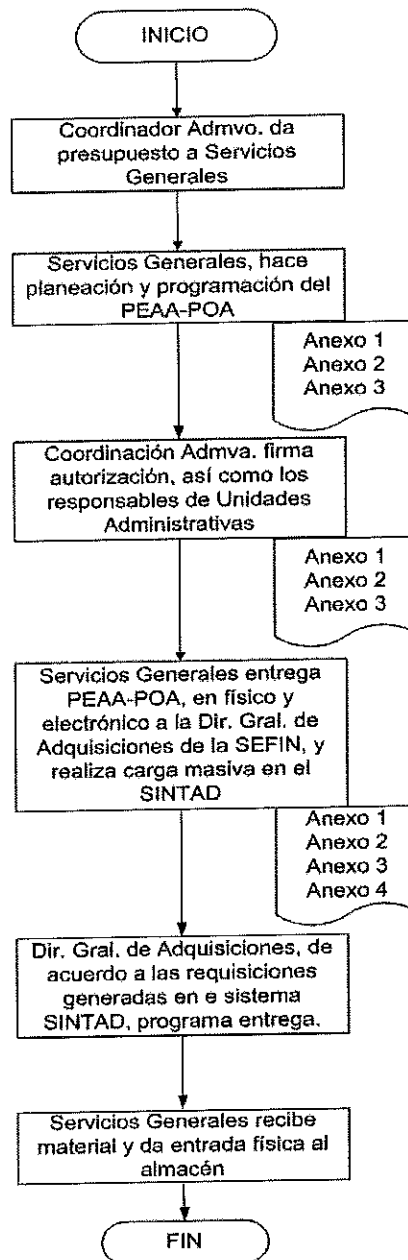 INICIO
Coordinador Admvo. da
presupuesto a Servicios
Generales
Servicios Generales, hace
planeación y programación del
PEAA-POA
Anexo 1
Anexo 2
Anexo 3
Coordinación Admva. firma
autorización, así como los
responsables de Unidades
Administrativas
Anexo 1
Anexo 2
Anexo 3
Servicios Generales entrega
PEAA-POA, en físico y
electrónico a la Dir. Gral. de
Adquisiciones de la SEFIN, y
realiza carga masiva en el
SINTAD
Anexo 1
Anexo 2
Anexo 3
Anexo 4
Dir. Gral. de Adquisiciones, de
acuerdo a las requisiciones
generadas en e sistema
SINTAD, programa entrega.
Servicios Generales recibe
material y da entrada física al
almacén
FIN